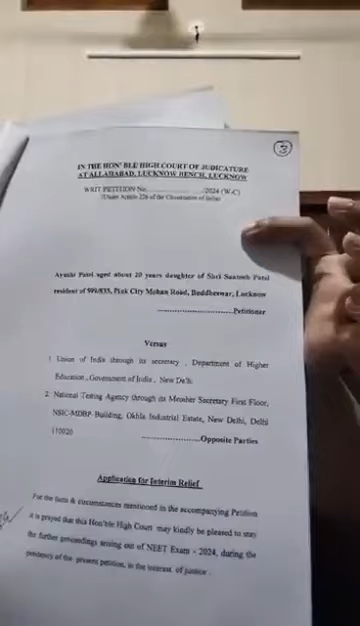 3
IN THE HON'BLE HIGH COURT OF JUDICATURE
AT ALLAHABAD, LUCKNOW BENCH, LUCKNOW
WRIT PETITION No. .................... /2024 (W-C)
(Under Article 226 of the Constitution of India)
Ayushi Patel aged about 20 years daughter of Shri Santosh Patel
resident of Pink City Mohan Road, Buddheswar, Lucknow
..............................Petitioner
Versus
1. Union of India through its secretary , Department of Higher
Education , Government of India , New Delhi
2. National Testing Agency through its Member Secretary First Floor,
NSIC-MDBP-Building, Okhla Industrial Estate, New Delhi, Delhi
110020
......................Opposite Parties
Application for Interim Relief
For the facts & circumstances mentioned in the accompanying Petition
it is prayed that this Hon'ble High Court may kindly be pleased to stay
the further proceedings arising out of NEET Exam - 2024, during the
pendency of the present petition, in the interest of justice .